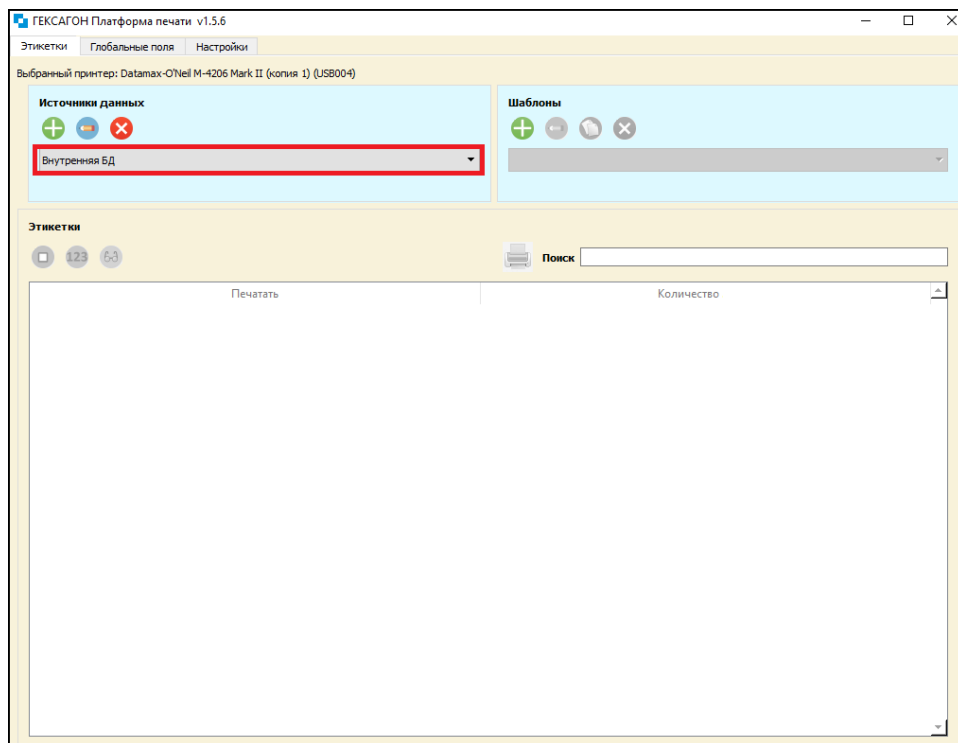 ГЕКСАГОН Платформа печати v1.5.6
Этикетки Глобальные поля Настройки
Выбранный принтер: Datamax-O'Neil M-4206 Mark II (копия 1) (USB004)
Источники данных Шаблоны
Внутренняя БД
Этикетки
123 Поиск
Печатать Количество